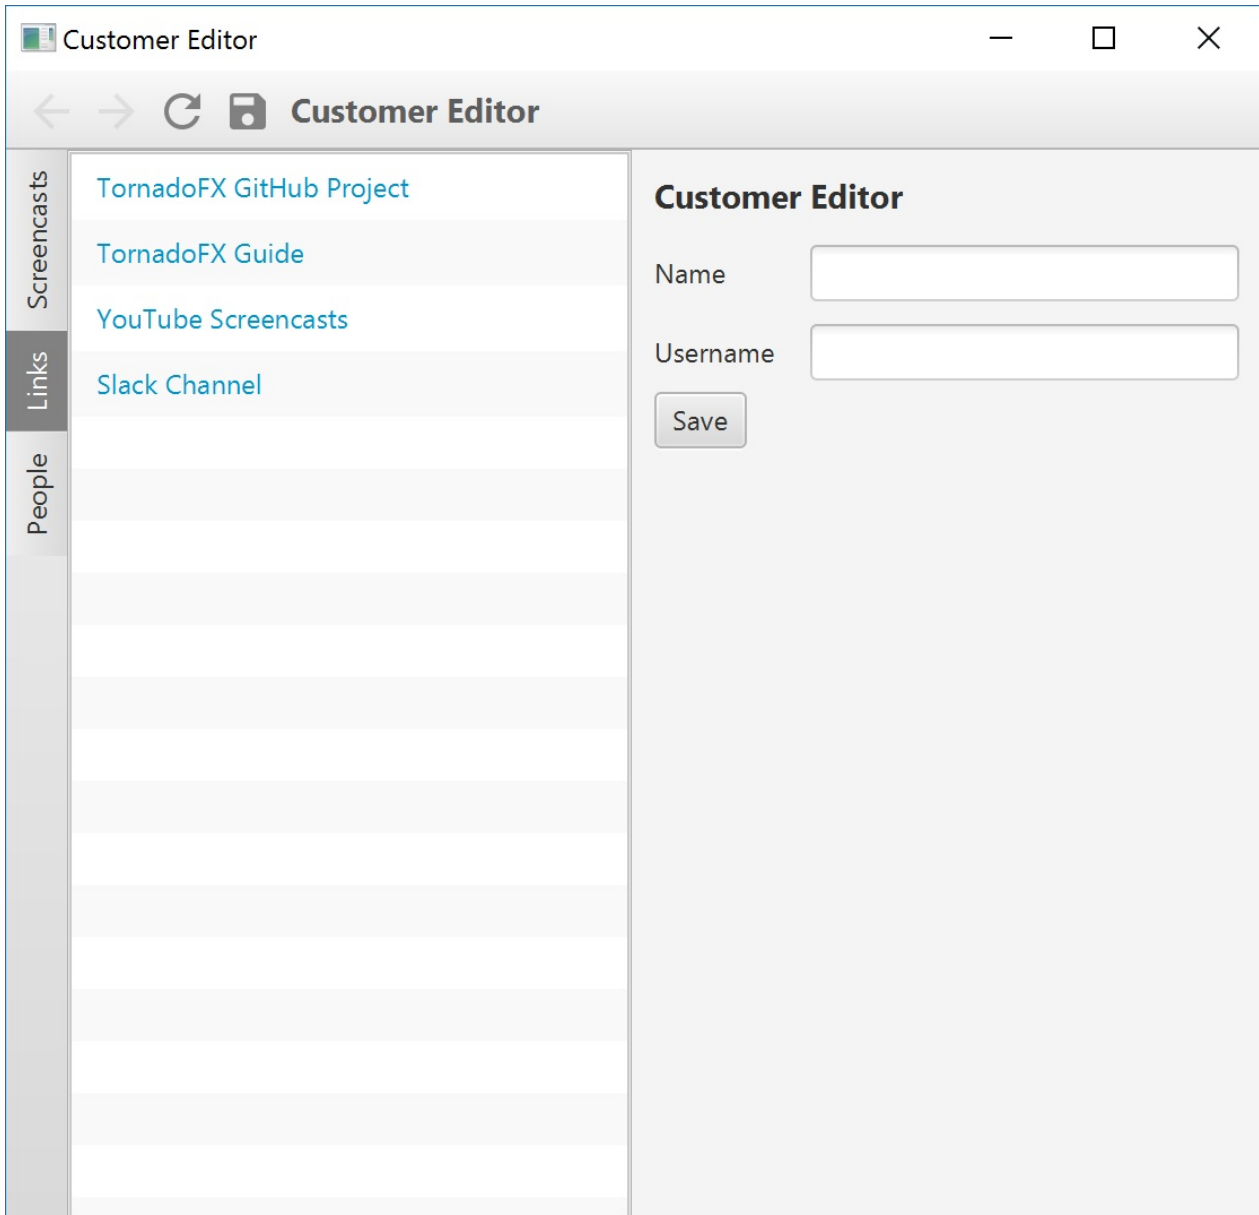 Customer Editor
Customer Editor
Screencasts
Links
People
TornadoFX GitHub Project
TornadoFX Guide
YouTube Screencasts
Slack Channel
Customer Editor
Name
Username
Save